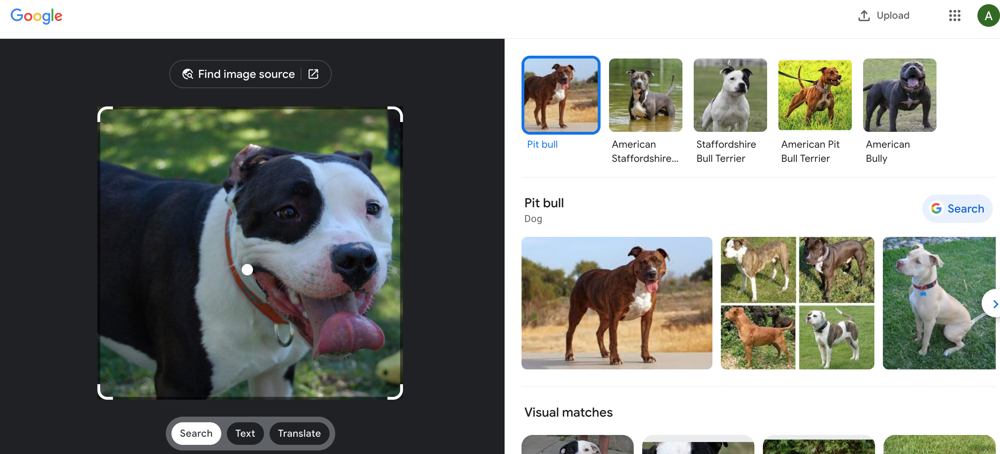 Google
Upload
A
Find image source
Pit bull
American
Staffordshire...
Staffordshire
Bull Terrier
American Pit
Bull Terrier
American
Bully
Pit bull
Dog
Search
Visual matches
Search
Text
Translate